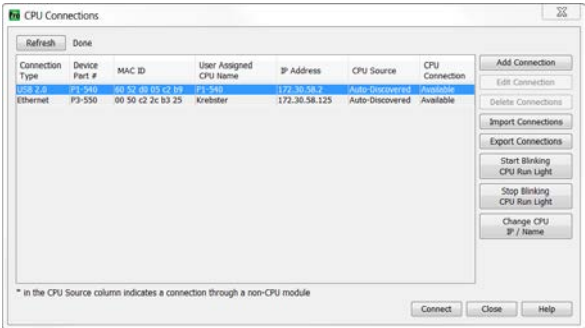 Pro CPU Connections
Refresh Done
Connection Type Device Part # MAC ID User Assigned CPU Name IP Address CPU Source CPU Connection
USB 2.0 P1-540 60 52 d0 05 c2 b9 P1-540 172.30.58.2 Auto-Discovered Available
Ethernet P3-550 00 50 c2 2c b3 25 Krebster 172.30.58.125 Auto-Discovered Available
Add Connection
Edit Connection
Delete Connections
Import Connections
Export Connections
Start Blinking
CPU Run Light
Stop Blinking
CPU Run Light
Change CPU
IP / Name
* in the CPU Source column indicates a connection through a non-CPU module
Connect Close Help